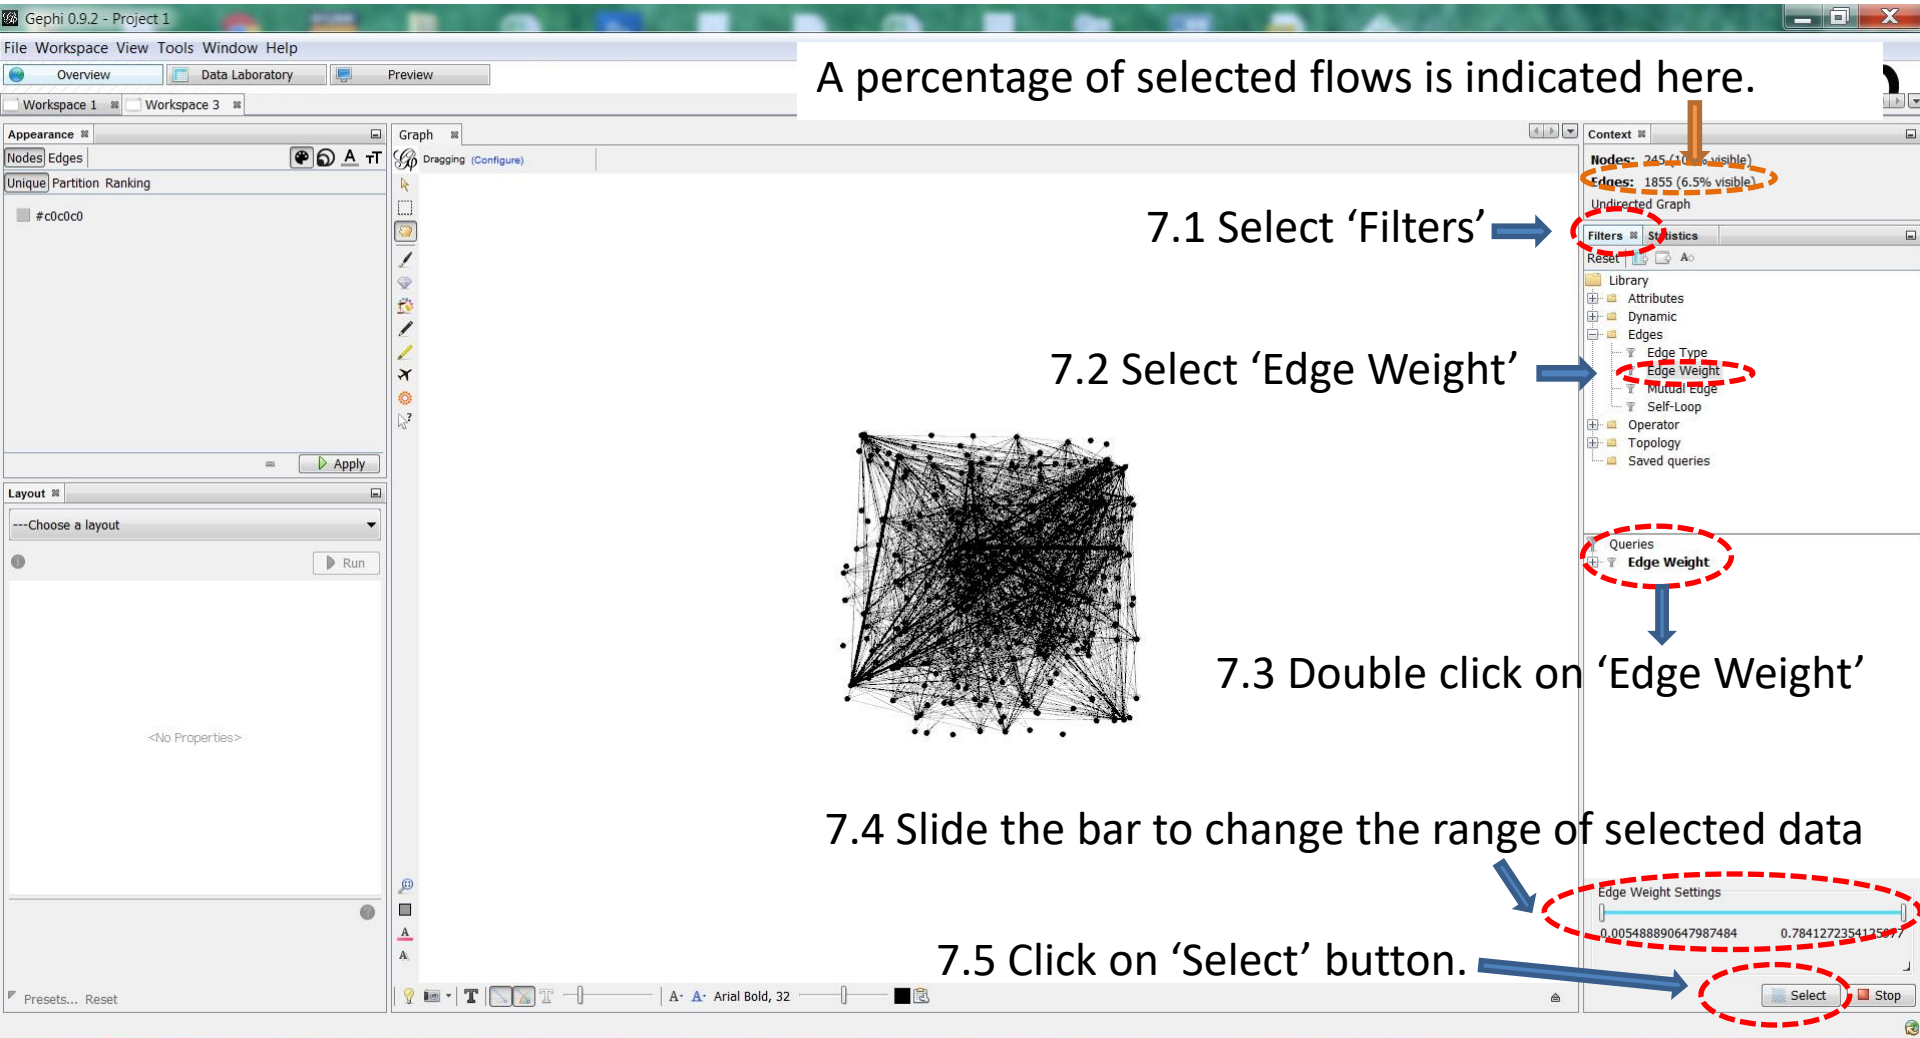 Gephi 0.9.2 - Project 1
File Workspace View Tools Window Help
Overview Data Laboratory Preview
A percentage of selected flows is indicated here.
Workspace 1 Workspace 3
Appearance
Nodes Edges
Unique Partition Ranking
#c0c0c0
Apply
Layout
---Choose a layout
Run
<No Properties>
Presets... Reset
Graph
Dragging (Configure)
Context
Nodes: 245 visible)
Edges: 1855 (6.5% visible)
Undirected Graph
7.1 Select ‘Filters’
Filters Statistics
Reset
Library
Attributes
Dynamic
Edges
Edge Type
7.2 Select ‘Edge Weight’
Edge Weight
Mutual Edge
Self-Loop
Operator
Topology
Saved queries
Queries
Edge Weight
7.3 Double click on ‘Edge Weight’
7.4 Slide the bar to change the range of selected data
Edge Weight Settings
0.005488890647987484
7.5 Click on ‘Select’ button.
Select Stop
Arial Bold, 32